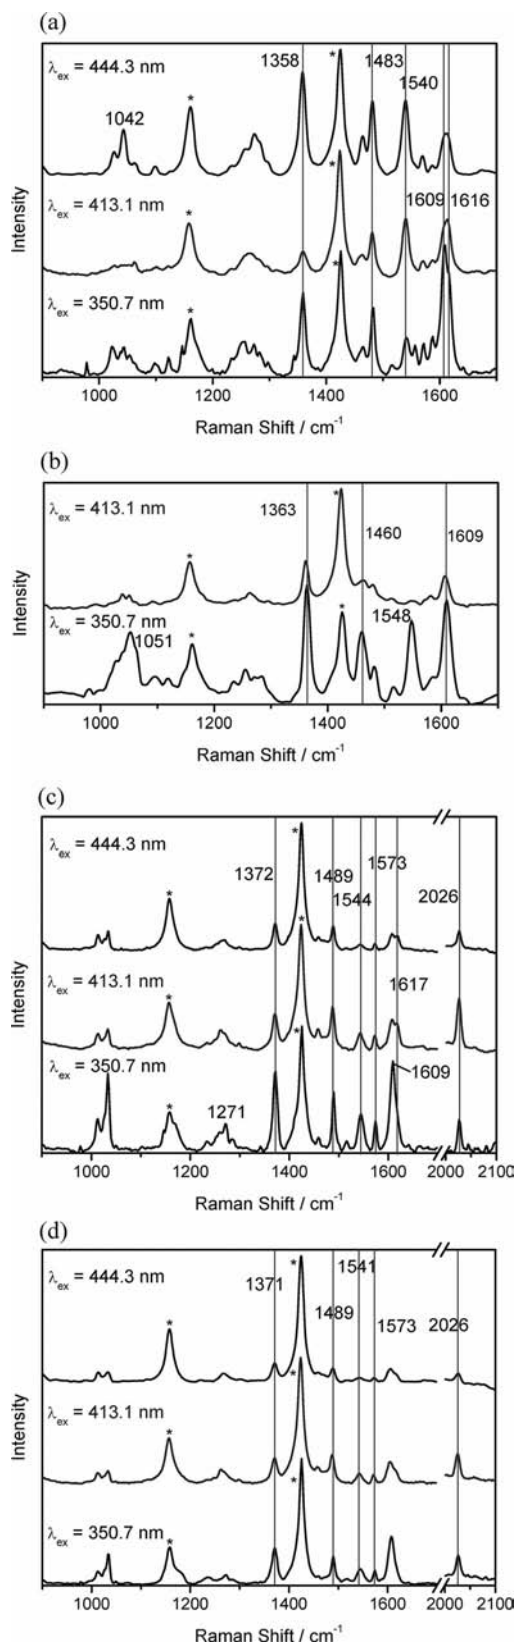 (a)
λex = 444.3 nm
1358
*
1483
1540
1042
*
λex = 413.1 nm
*
1609
1616
*
λex = 350.7 nm
*
*
Intensity
1000 1200 1400 1600
Raman Shift / cm-1
(b)
λex = 413.1 nm
1363
*
1460
1609
*
λex = 350.7 nm
1051
*
*
1548
Intensity
1000 1200 1400 1600
Raman Shift / cm-1
(c)
λex = 444.3 nm
*
1372
1489
1573
1544
2026
*
*
λex = 413.1 nm
*
1617
*
λex = 350.7 nm
1609
*
1271
Intensity
1000 1200 1400 1600 2000 2100
Raman Shift / cm-1
(d)
λex = 444.3 nm
*
1371
1541
1489
1573
2026
*
*
λex = 413.1 nm
*
*
λex = 350.7 nm
*
Intensity
1000 1200 1400 1600 2000 2100
Raman Shift / cm-1